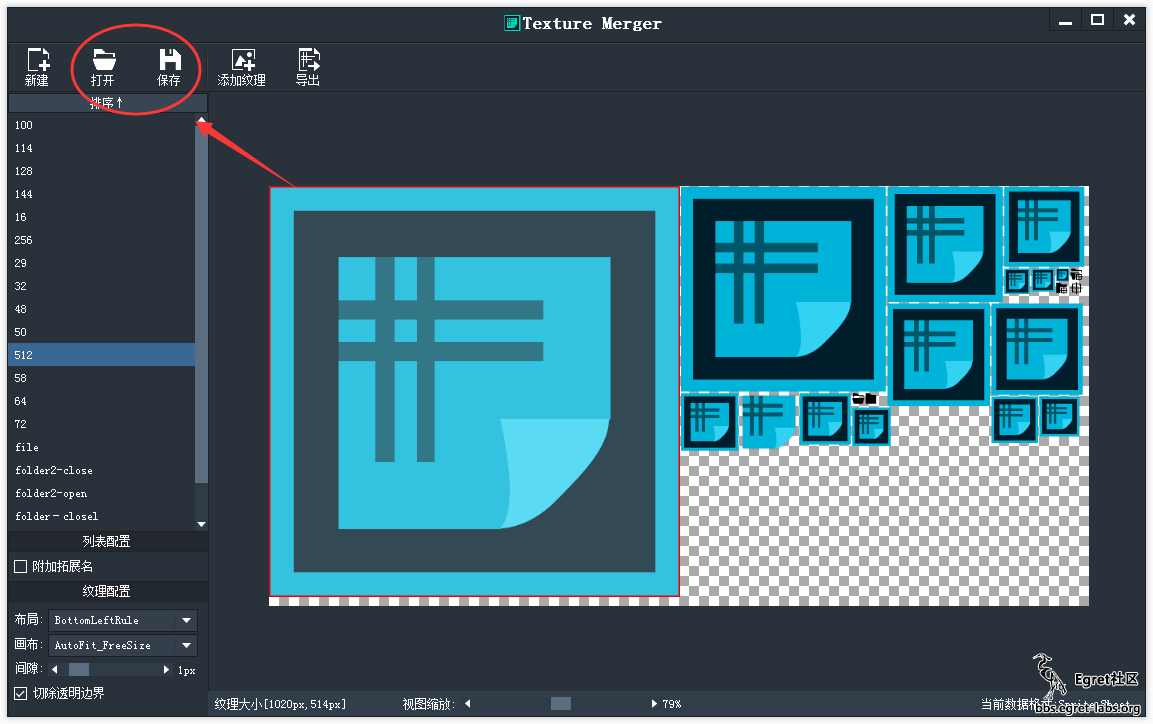 Texture Merger
新建
打开
保存
添加纹理
导出
排序↑
100
114
128
144
16
256
29
32
48
50
512
58
64
72
file
folder2-close
folder2-open
folder-closel
列表配置
附加拓展名
纹理配置
布局: BottomLeftRule
画布: AutoFit_FreeSize
间隙: 1px
切除透明边界
纹理大小[1020px,514px]
视图缩放: 79%
当前数据格式
Egret社区
bbs.egret-labs.org